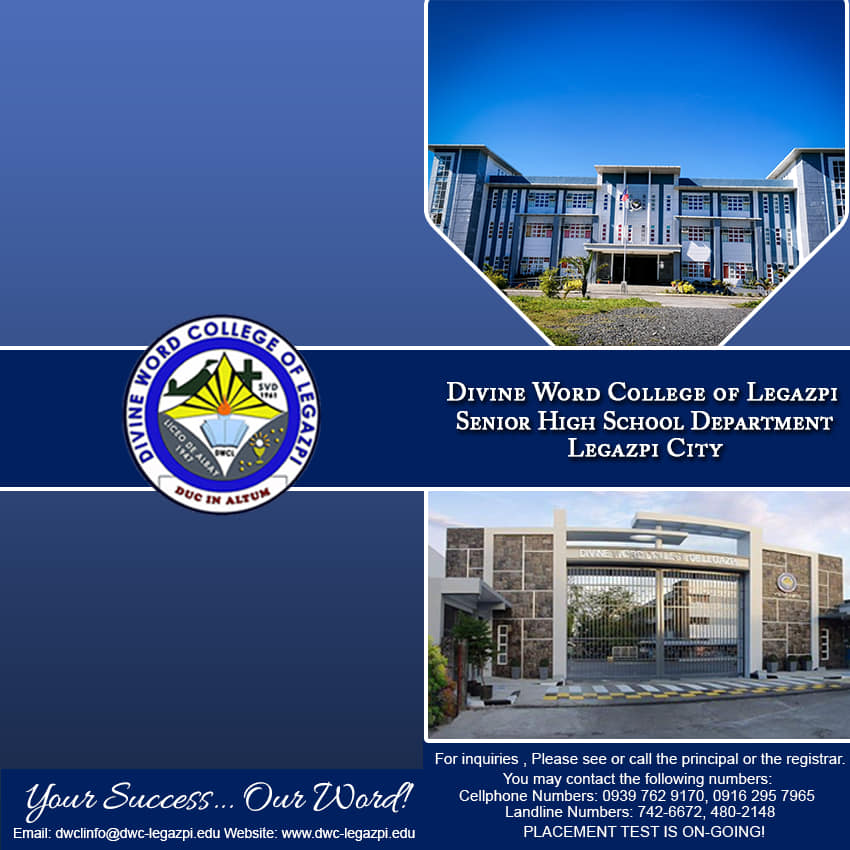 DIVINE WORD COLLEGE OF LEGAZPI
SVD
1961
LICEO DE ALBAY
1947
DWCL
DUC IN ALTUM
Divine Word College of Legazpi
Senior High School Department
Legazpi City
DIVINE WORD COLLEGE OF LEGAZPI
For inquiries , Please see or call the principal or the registrar.
You may contact the following numbers:
Cellphone Numbers: 0939 762 9170, 0916 295 7965
Landline Numbers: 742-6672, 480-2148
PLACEMENT TEST IS ON-GOING!
Your Success... Our Word!
Email: dwclinfo@dwc-legazpi.edu Website: www.dwc-legazpi.edu